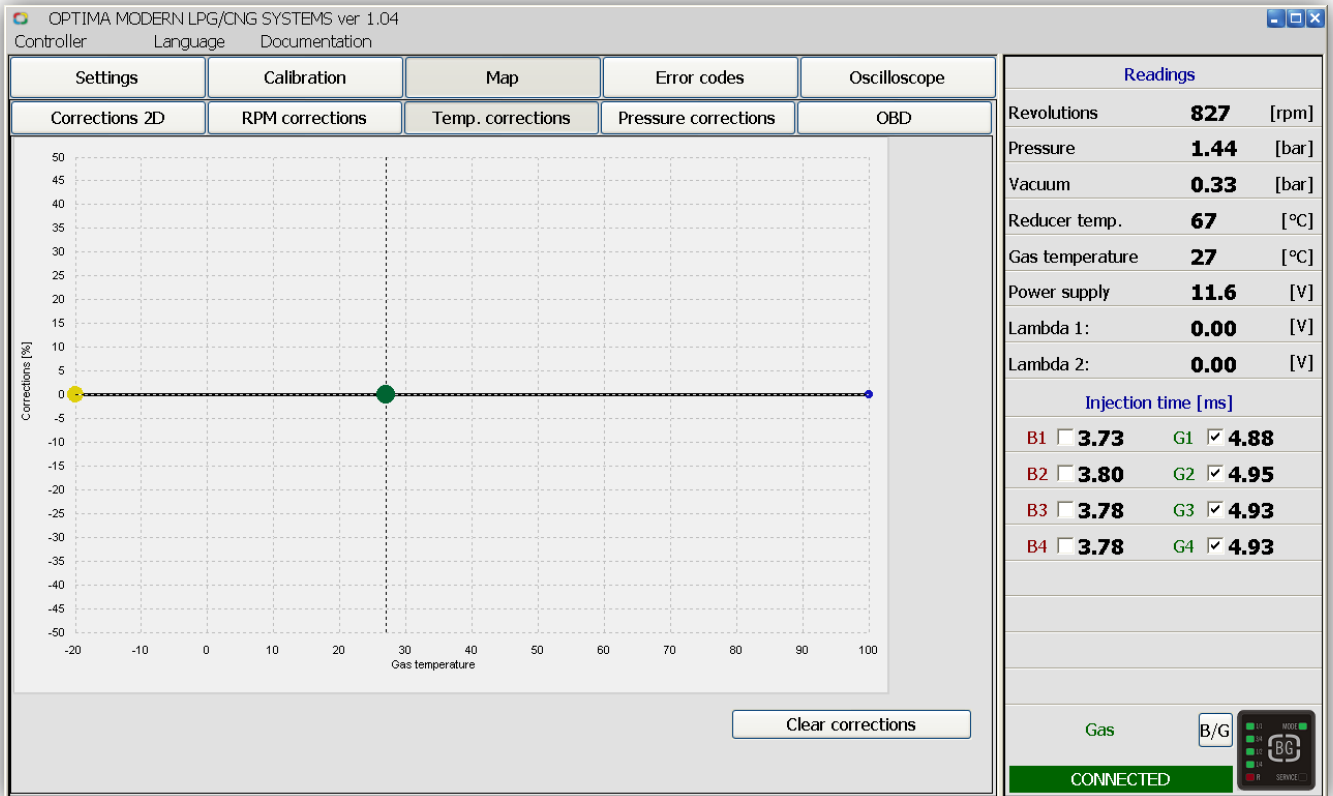 OPTIMA MODERN LPG/CNG SYSTEMS ver 1.04
Controller Language Documentation
Settings Calibration Map Error codes Oscilloscope
Corrections 2D RPM corrections Temp. corrections Pressure corrections OBD
50
45
40
35
30
25
20
15
10
5
0
-5
-10
-15
-20
-25
-30
-35
-40
-45
-50
Corrections [%]
-20 -10 0 10 20 30 40 50 60 70 80 90 100
Gas temperature
Clear corrections
Readings
Revolutions 827 [rpm]
Pressure 1.44 [bar]
Vacuum 0.33 [bar]
Reducer temp. 67 [°C]
Gas temperature 27 [°C]
Power supply 11.6 [V]
Lambda 1: 0.00 [V]
Lambda 2: 0.00 [V]
Injection time [ms]
B1 3.73 G1 4.88
B2 3.80 G2 4.95
B3 3.78 G3 4.93
B4 3.78 G4 4.93
Gas B/G
MODE
BG
R SERVICE
CONNECTED